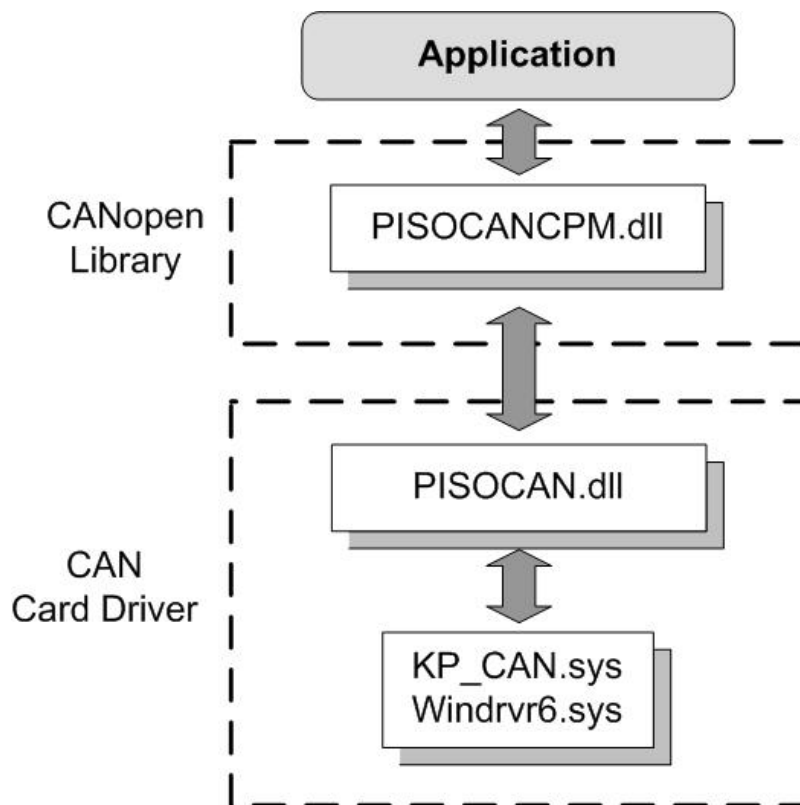 Application
CANopen
Library
PISOCANCPM.dll
PISOCAN.dll
CAN
Card Driver
KP_CAN.sys
Windrvr6.sys